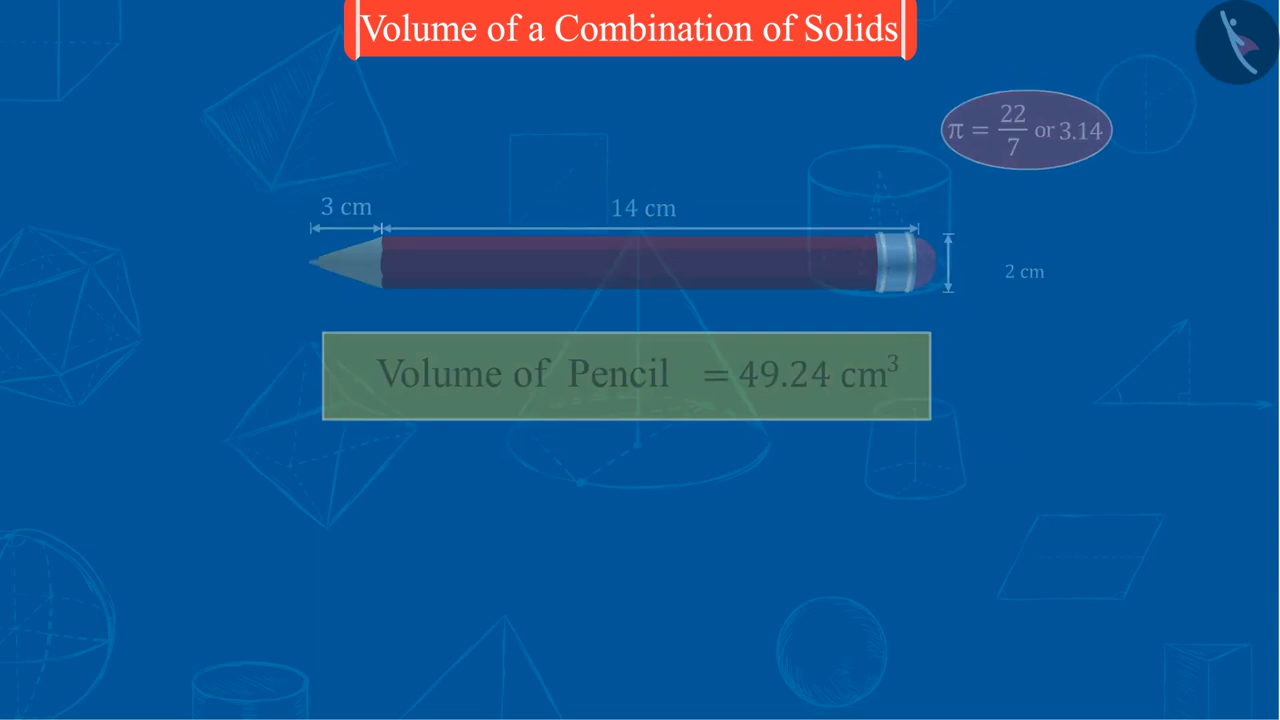 Volume of a Combination of Solids
π = 22/7 or 3.14
3 cm
14 cm
2 cm
Volume of Pencil = 49.24 cm³